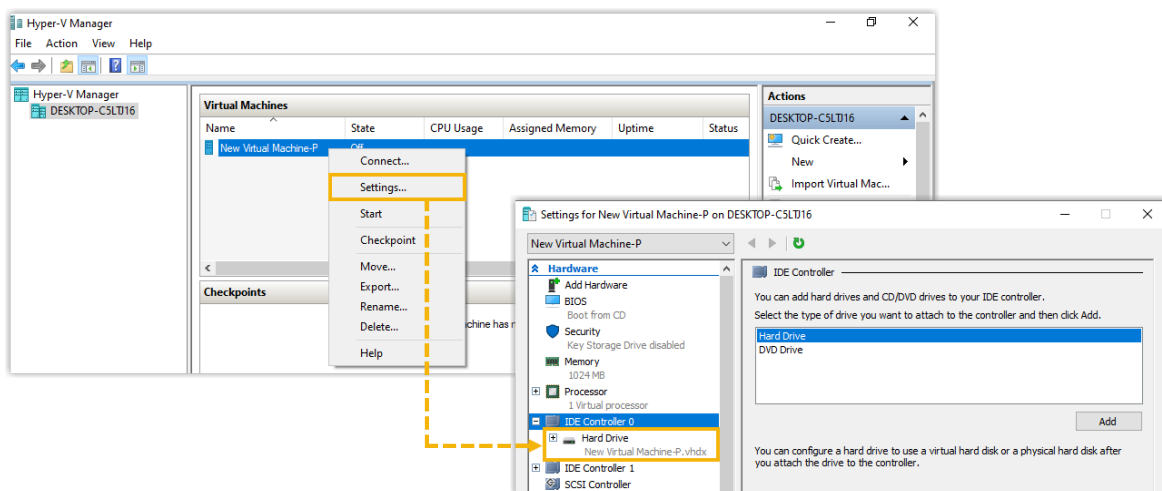 Hyper-V Manager
File Action View Help
Hyper-V Manager
DESKTOP-C5LTJ16
Virtual Machines
Name State CPU Usage Assigned Memory Uptime Status
New Virtual Machine-P Off
Connect...
Settings...
Start
Checkpoint
Move...
Export...
Rename...
Delete...
Help
Checkpoints
Actions
DESKTOP-C5LTJ16
Quick Create...
New
Import Virtual Mac...
Settings for New Virtual Machine-P on DESKTOP-C5LTJ16
New Virtual Machine-P
Hardware
Add Hardware
BIOS
Boot from CD
Security
Key Storage Drive disabled
Memory
1024 MB
Processor
1 Virtual processor
IDE Controller 0
Hard Drive
New Virtual Machine-P.vhdx
IDE Controller 1
SCSI Controller
IDE Controller
You can add hard drives and CD/DVD drives to your IDE controller.
Select the type of drive you want to attach to the controller and then click Add.
Hard Drive
DVD Drive
Add
You can configure a hard drive to use a virtual hard disk or a physical hard disk after
you attach the drive to the controller.